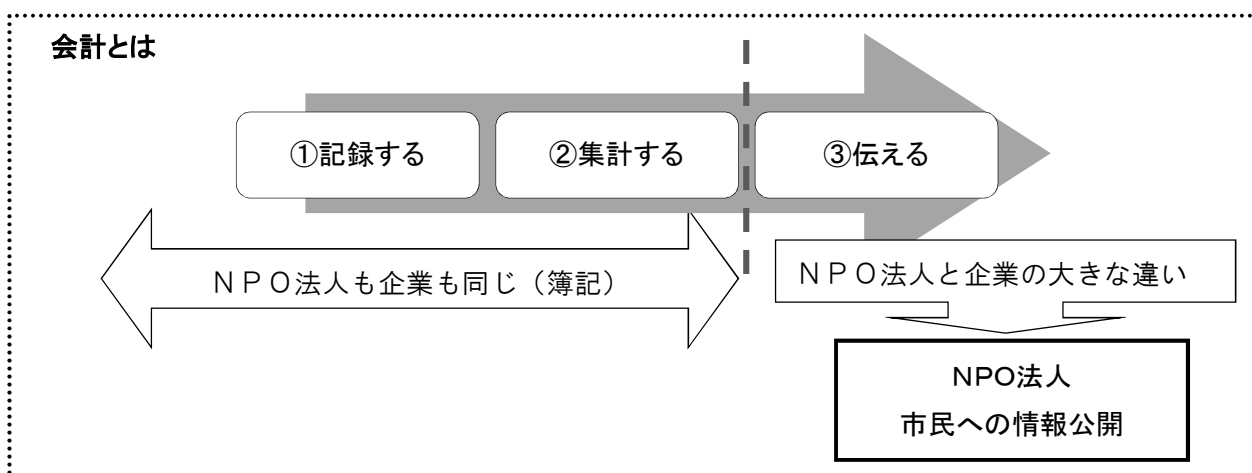 会計とは
①記録する
②集計する
③伝える
NPO法人も企業も同じ（簿記）
NPO法人と企業の大きな違い
NPO法人
市民への情報公開